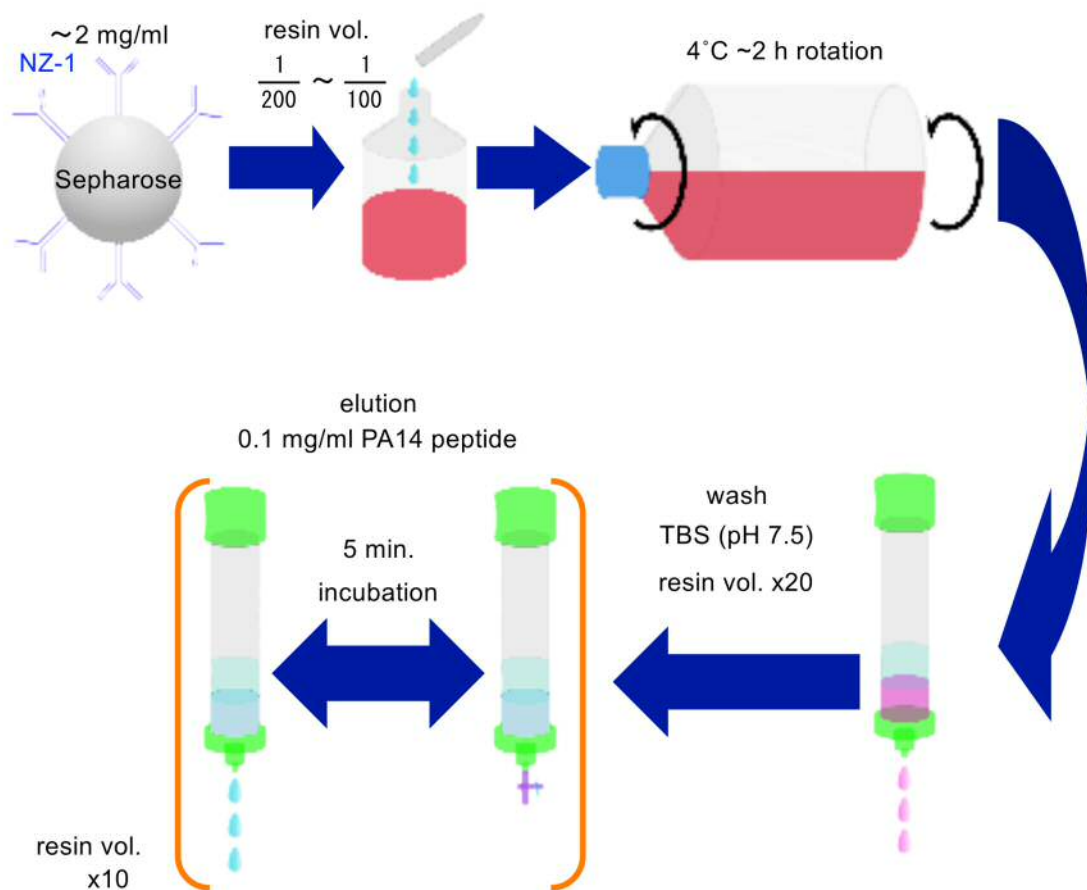 ~2 mg/ml
NZ-1
Sepharose
resin vol.
1/200 ~ 1/100
4°C ~2 h rotation
elution
0.1 mg/ml PA14 peptide
5 min.
incubation
wash
TBS (pH 7.5)
resin vol. x20
resin vol.
x10